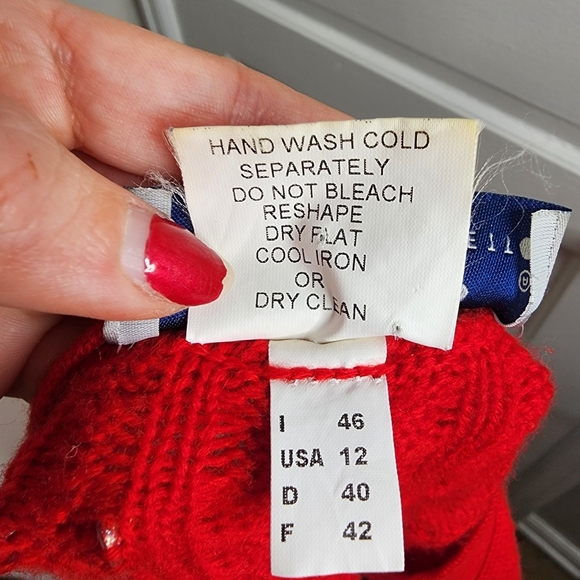 HAND WASH COLD
SEPARATELY
DO NOT BLEACH
RESHAPE
DRY FLAT
COOL IRON
OR
DRY CLEAN
I 46
USA 12
D 40
F 42